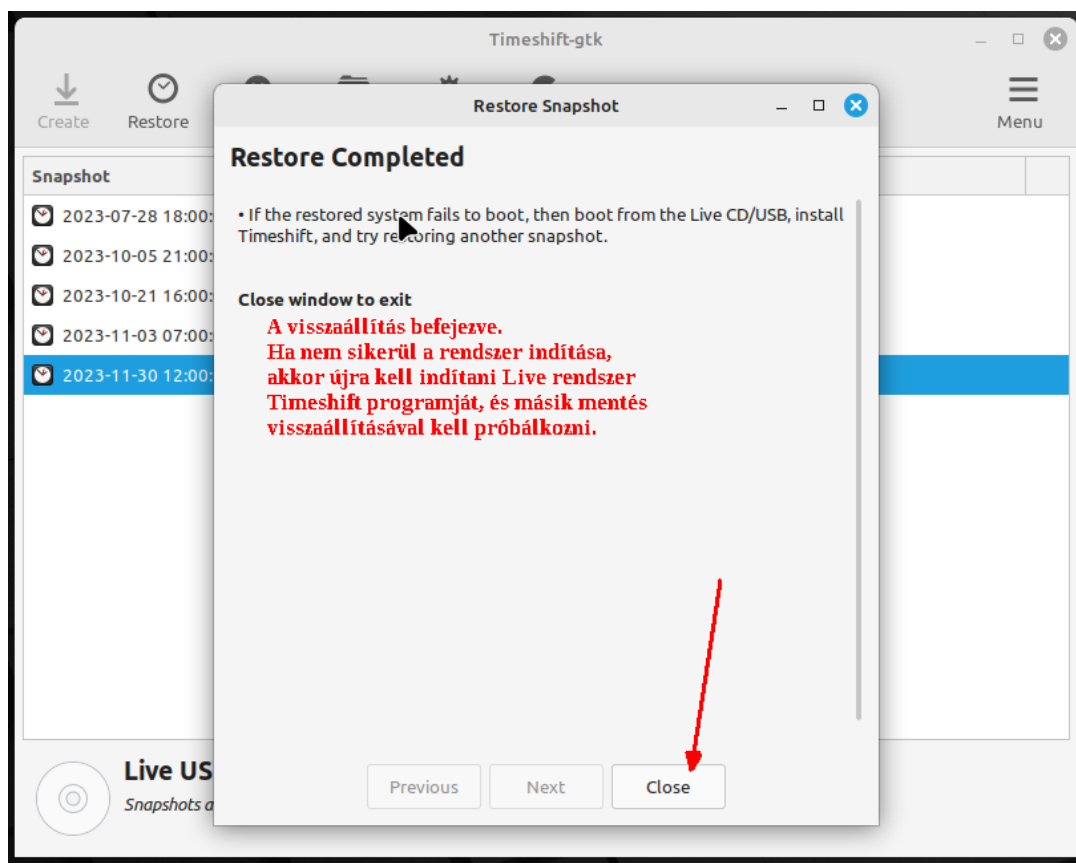 Timeshift-gtk
Create
Restore
Menu
Restore Snapshot
Restore Completed
Snapshot
2023-07-28 18:00:
2023-10-05 21:00:
2023-10-21 16:00:
2023-11-03 07:00:
2023-11-30 12:00:
• If the restored system fails to boot, then boot from the Live CD/USB, install
Timeshift, and try restoring another snapshot.
Close window to exit
A visszaállítás befejezve.
Ha nem sikerül a rendszer indítása,
akkor újra kell indítani Live rendszer
Timeshift programját, és másik mentés
visszaállításával kell próbálkozni.
Live US
Snapshots a
Previous
Next
Close